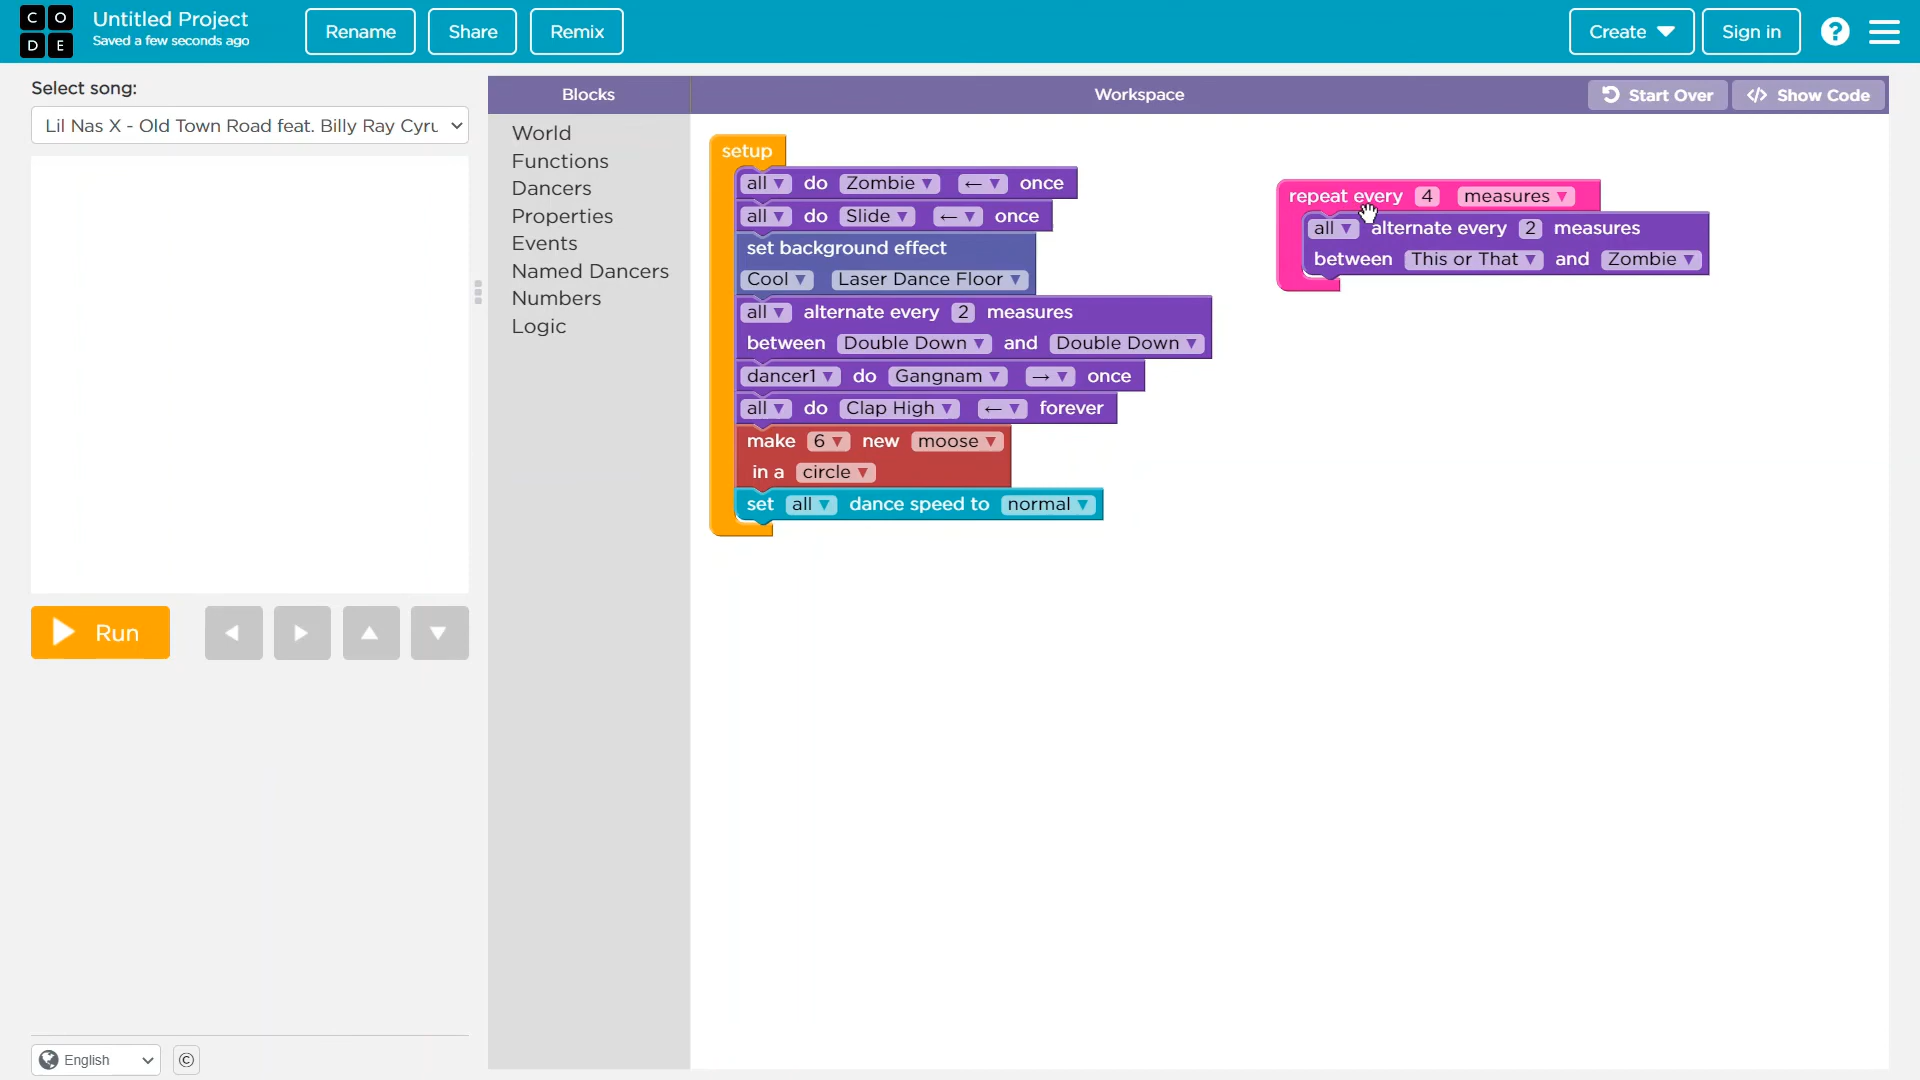 CODE
Untitled Project
Saved a few seconds ago
Rename
Share
Remix
Create
Sign in
?
Select song:
Lil Nas X - Old Town Road feat. Billy Ray Cyru
Run
English
©
Blocks
World
Functions
Dancers
Properties
Events
Named Dancers
Numbers
Logic
Workspace
Start Over
</> Show Code
setup
all ▼ do Zombie ▼ ← ▼ once
all ▼ do Slide ▼ ← ▼ once
set background effect
Cool ▼ Laser Dance Floor ▼
all ▼ alternate every 2 measures
between Double Down ▼ and Double Down ▼
dancer1 ▼ do Gangnam ▼ → ▼ once
all ▼ do Clap High ▼ ← ▼ forever
make 6 ▼ new moose ▼
in a circle ▼
set all ▼ dance speed to normal ▼
repeat every 4 measures ▼
all ▼ alternate every 2 measures
between This or That ▼ and Zombie ▼